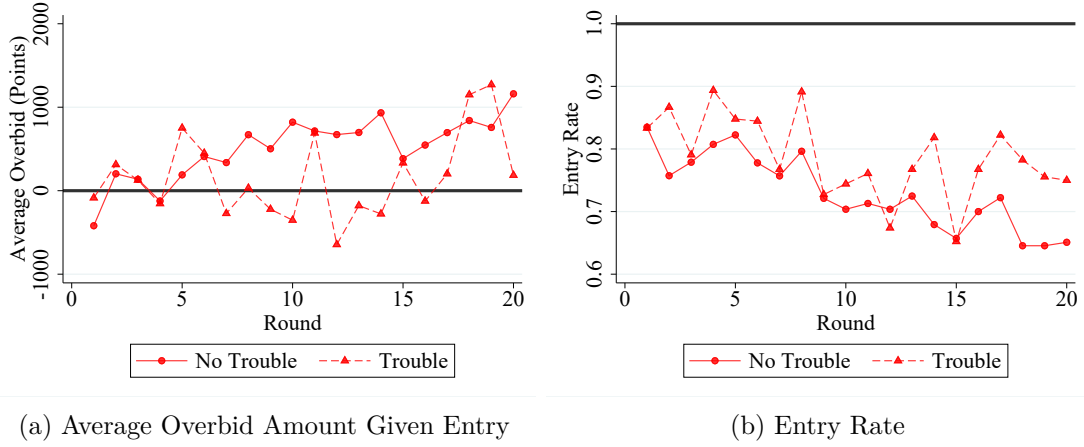 Average Overbid (Points)
2000
1000
0
-1000
0 5 10 15 20
Round
No Trouble Trouble
(a) Average Overbid Amount Given Entry
Entry Rate
1.0
0.9
0.8
0.7
0.6
0 5 10 15 20
Round
No Trouble Trouble
(b) Entry Rate